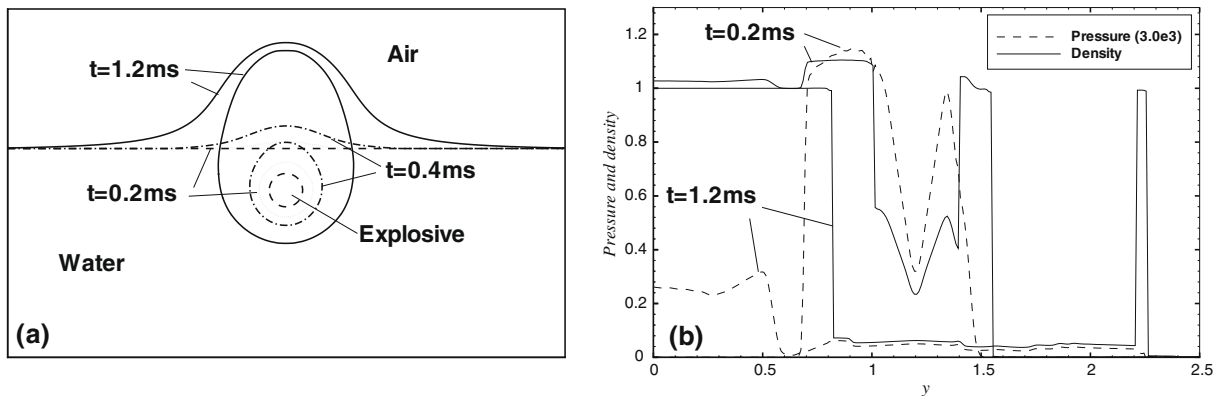 t=1.2ms
Air
t=0.4ms
t=0.2ms
Explosive
Water
(a)
Pressure and density
1.2
1
0.8
0.6
0.4
0.2
0
t=0.2ms
Pressure (3.0e3)
Density
t=1.2ms
(b)
0
0.5
1
1.5
2
2.5
y